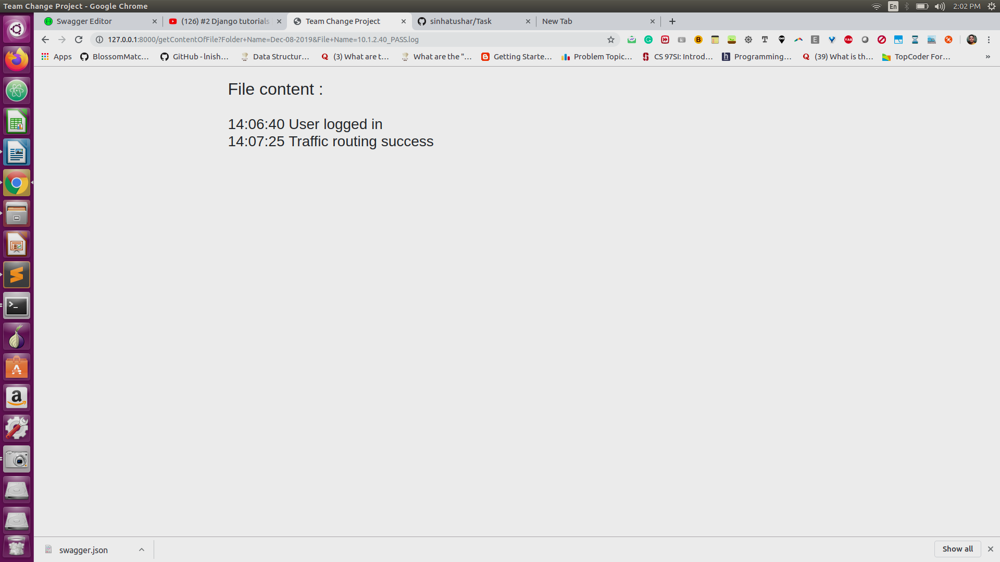 Team Change Project - Google Chrome
En
2:02 PM
Swagger Editor
(126) #2 Django tutorials
Team Change Project
sinhatushar/Task
New Tab
127.0.0.1:8000/getContentOfFile?Folder+Name=Dec-08-2019&File+Name=10.1.2.40_PASS.log
Apps
BlossomMatc...
GitHub - lnish...
Data Structur...
(3) What are t...
What are the "...
Getting Starte...
Problem Topic...
CS 97SI: Introd...
Programming...
(39) What is th...
TopCoder For...
»
File content :
14:06:40 User logged in
14:07:25 Traffic routing success
swagger.json
Show all